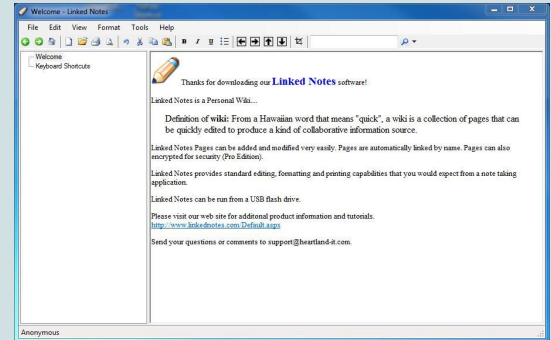 Welcome - Linked Notes
File Edit View Format Tools Help
B I U
Welcome
Keyboard Shortcuts
Thanks for downloading our Linked Notes software!
Linked Notes is a Personal Wiki....
Definition of wiki: From a Hawaiian word that means "quick", a wiki is a collection of pages that can
be quickly edited to produce a kind of collaborative information source.
Linked Notes Pages can be added and modified very easily. Pages are automatically linked by name. Pages can also
encrypted for security (Pro Edition).
Linked Notes provides standard editing, formatting and printing capabilities that you would expect from a note taking
application.
Linked Notes can be run from a USB flash drive.
Please visit our web site for additonal product information and tutorials.
http://www.linkednotes.com/Default.aspx
Send your questions or comments to support@heartland-it.com.
Anonymous